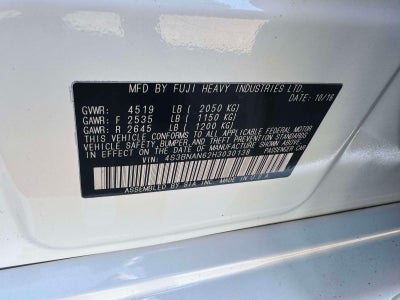 MFD BY FUJI HEAVY INDUSTRIES LTD.
DATE: 10/16
GVWR: 4519 LB ( 2050 KG)
GAWR: F 2535 LB ( 1150 KG)
GAWR: R 2645 LB ( 1200 KG)
THIS VEHICLE CONFORMS TO ALL APPLICABLE FEDERAL MOTOR
VEHICLE SAFETY, BUMPER, AND THEFT PREVENTION STANDARDS
IN EFFECT ON THE DATE OF MANUFACTURE SHOWN ABOVE.
VIN: 4S3BNAN62H3030138 PASSENGER CAR
ASSEMBLED BY SIA INC. MADE IN U.S.A.